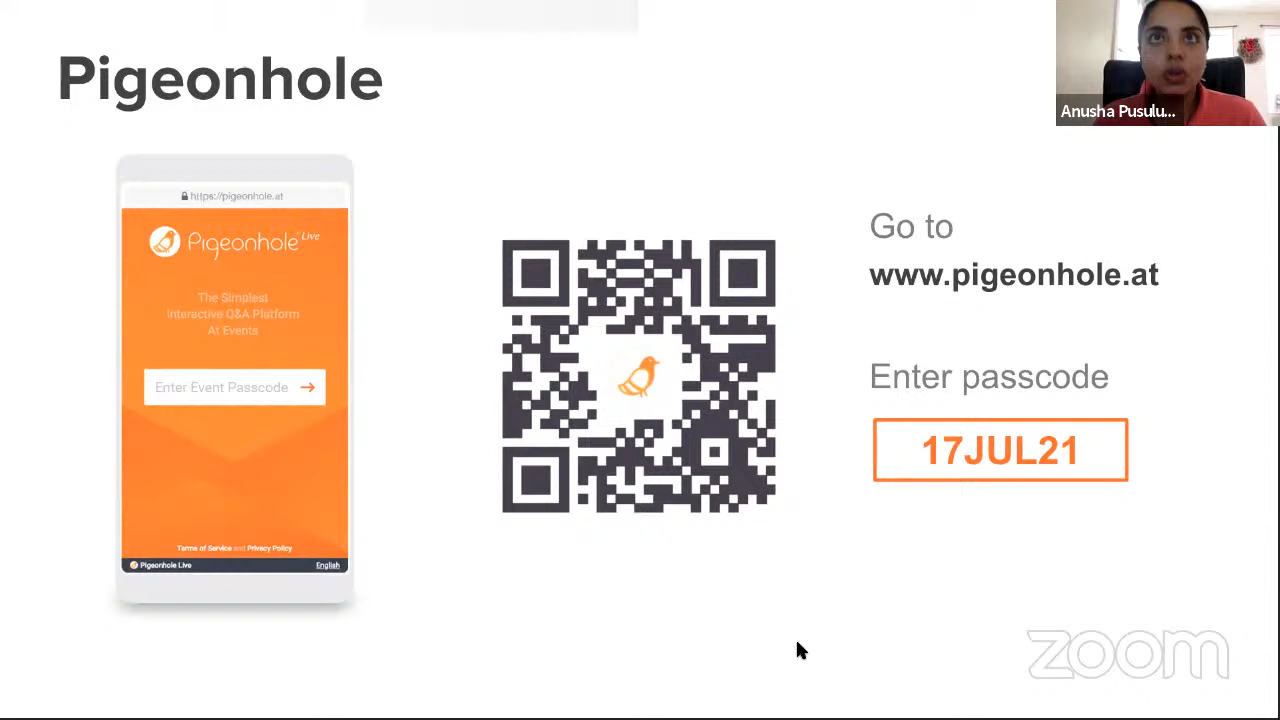 Pigeonhole
Anusha Pusulu...
https://pigeonhole.at
Pigeonhole Live
The Simplest
Interactive Q&A Platform
At Events
Enter Event Passcode
Terms of Service and Privacy Policy
Pigeonhole Live
English
Go to
www.pigeonhole.at
Enter passcode
17JUL21
zoom